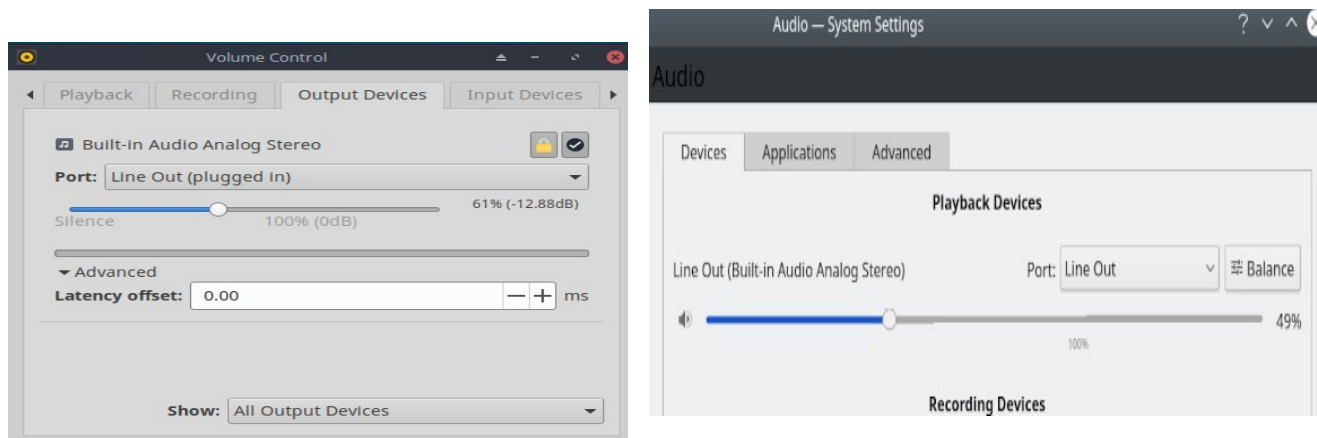 Volume Control
Playback Recording Output Devices Input Devices
Built-in Audio Analog Stereo
Port: Line Out (plugged in)
61% (-12.88dB)
Silence 100% (0dB)
Advanced
Latency offset: 0.00 ms
Show: All Output Devices
Audio — System Settings
Audio
Devices Applications Advanced
Playback Devices
Line Out (Built-in Audio Analog Stereo) Port: Line Out Balance
49%
100%
Recording Devices